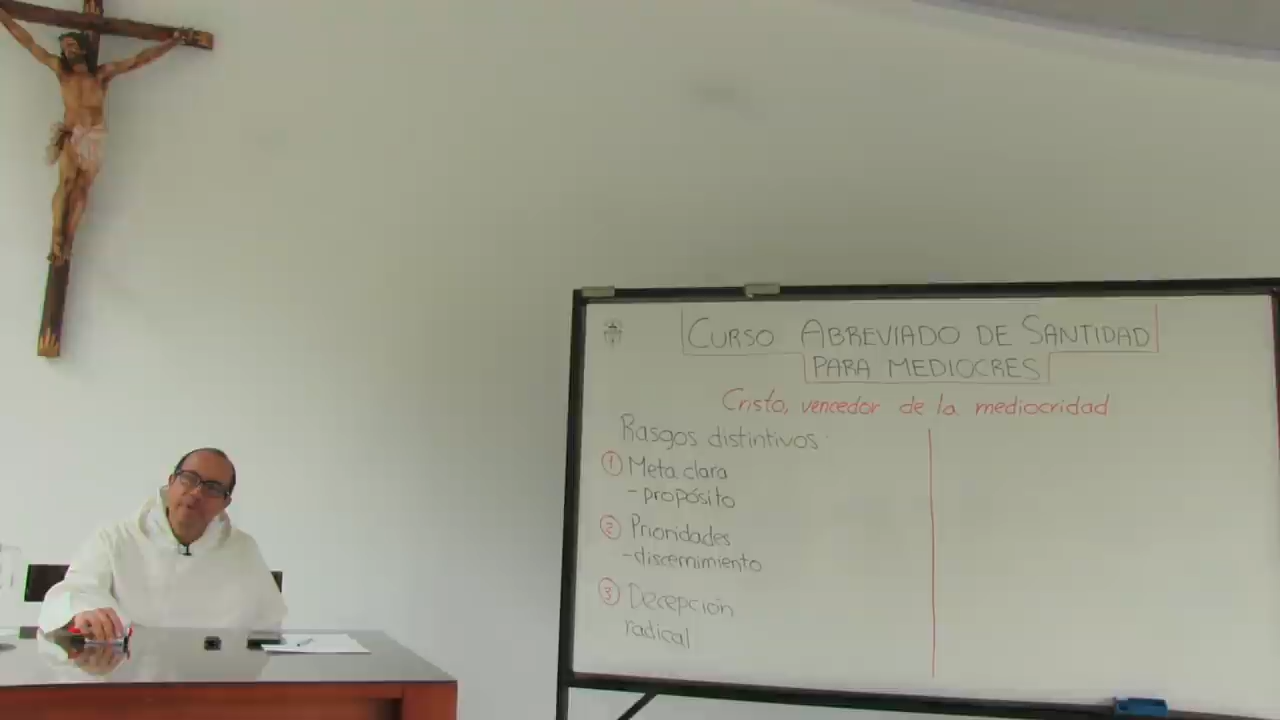 CURSO ABREVIADO DE SANTIDAD
PARA MEDIOCRES
Cristo, vencedor de la mediocridad
Rasgos distintivos:
① Meta clara
- propósito
② Prioridades
- discernimiento
③ Decepción
radical